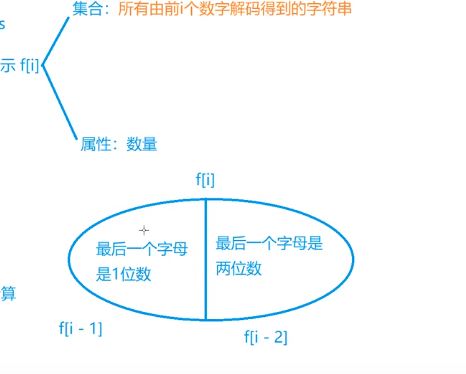 集合：所有由前i个数字解码得到的字符串
s
示 f[i]
属性：数量
f[i]
最后一个字母
是1位数
最后一个字母是
两位数
算
f[i - 1]
f[i - 2]